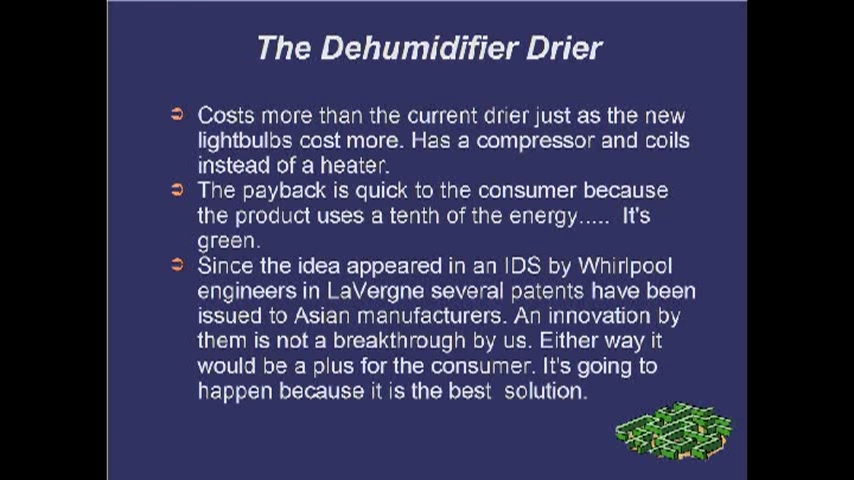 The Dehumidifier Drier
Costs more than the current drier just as the new
lightbulbs cost more. Has a compressor and coils
instead of a heater.
The payback is quick to the consumer because
the product uses a tenth of the energy..... It's
green.
Since the idea appeared in an IDS by Whirlpool
engineers in LaVergne several patents have been
issued to Asian manufacturers. An innovation by
them is not a breakthrough by us. Either way it
would be a plus for the consumer. It's going to
happen because it is the best solution.